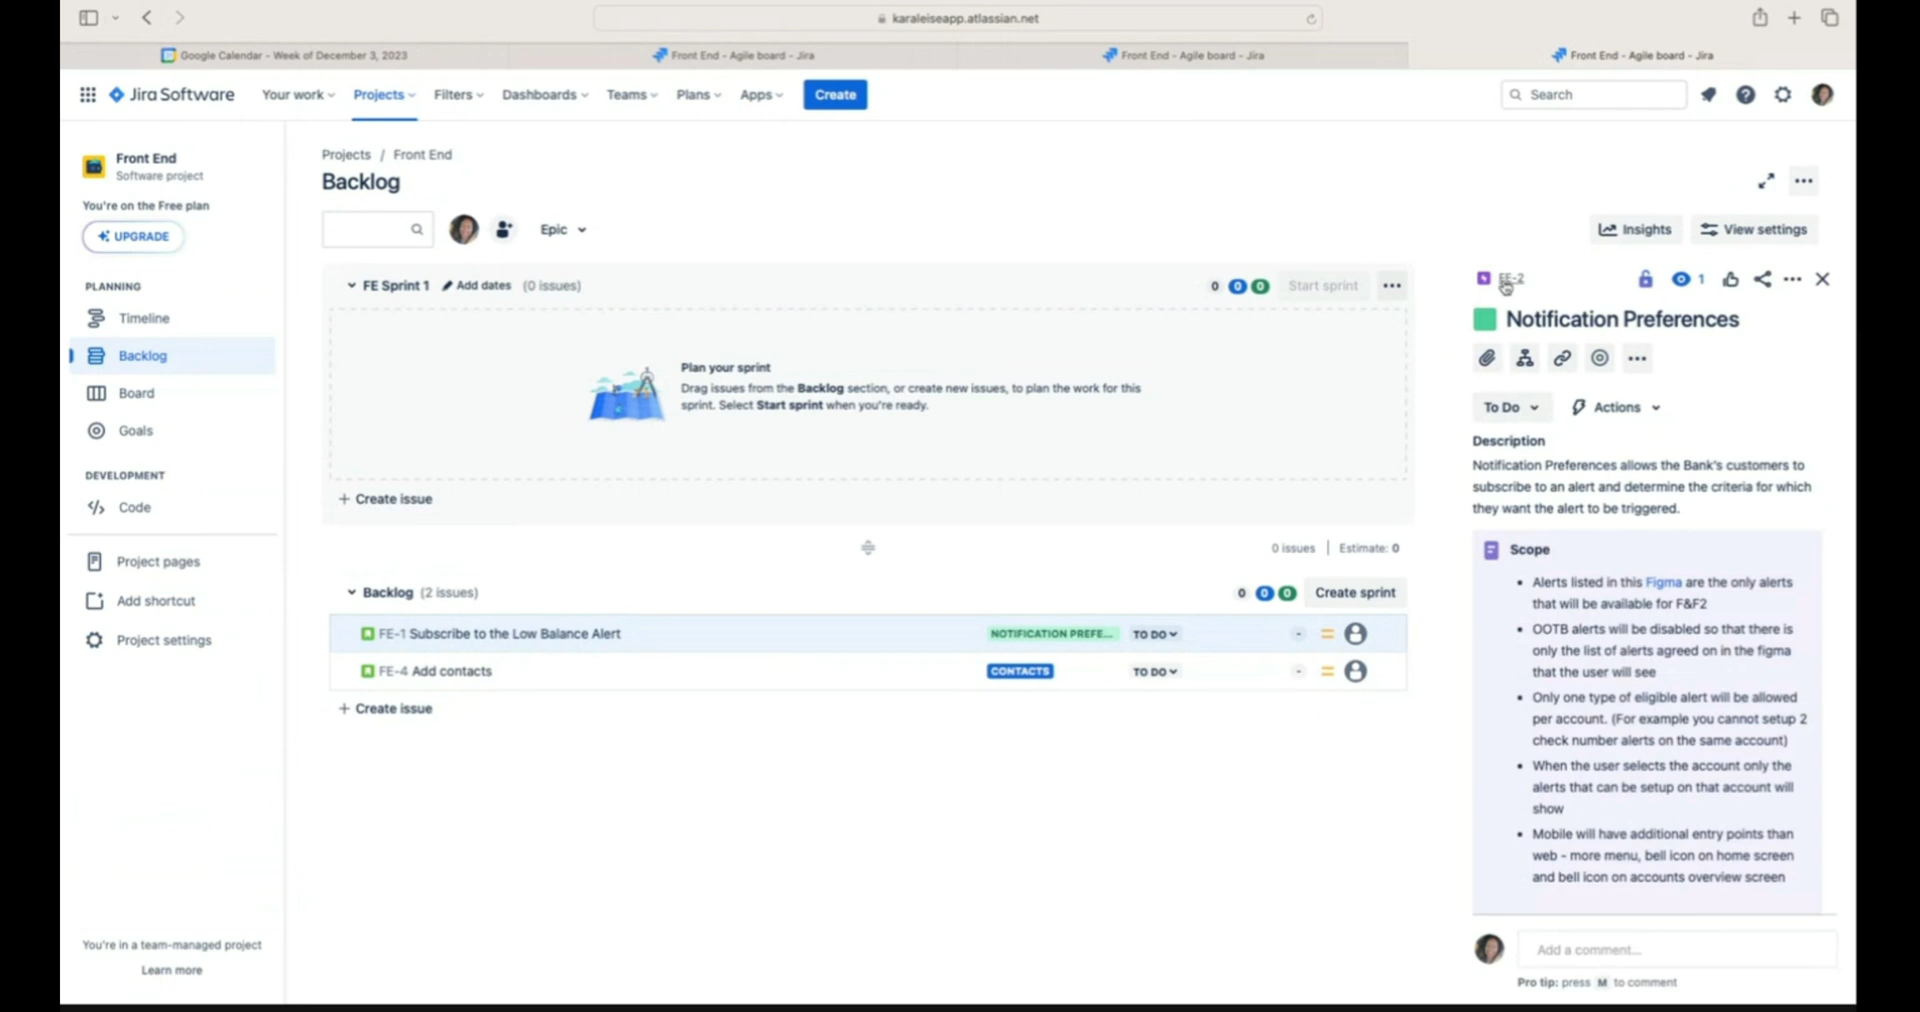 karaleiseapp.atlassian.net
Google Calendar - Week of December 3, 2023
Front End - Agile board - Jira
Front End - Agile board - Jira
Front End - Agile board - Jira
Jira Software
Your work
Projects
Filters
Dashboards
Teams
Plans
Apps
Create
Search
Front End
Software project
You're on the Free plan
UPGRADE
PLANNING
Timeline
Backlog
Board
Goals
DEVELOPMENT
Code
Project pages
Add shortcut
Project settings
You're in a team-managed project
Learn more
Projects / Front End
Backlog
Epic
Insights
View settings
FE Sprint 1 Add dates (0 issues)
0 0 0 Start sprint
Plan your sprint
Drag issues from the Backlog section, or create new issues, to plan the work for this
sprint. Select Start sprint when you're ready.
+ Create issue
0 issues | Estimate: 0
Backlog (2 issues)
0 0 0 Create sprint
FE-1 Subscribe to the Low Balance Alert NOTIFICATION PREFE... TO DO -
FE-4 Add contacts CONTACTS TO DO -
+ Create issue
FE-2
1
Notification Preferences
To Do
Actions
Description
Notification Preferences allows the Bank's customers to
subscribe to an alert and determine the criteria for which
they want the alert to be triggered.
Scope
• Alerts listed in this Figma are the only alerts
that will be available for F&F2
• OOTB alerts will be disabled so that there is
only the list of alerts agreed on in the figma
that the user will see
• Only one type of eligible alert will be allowed
per account. (For example you cannot setup 2
check number alerts on the same account)
• When the user selects the account only the
alerts that can be setup on that account will
show
• Mobile will have additional entry points than
web - more menu, bell icon on home screen
and bell icon on accounts overview screen
Add a comment...
Pro tip: press M to comment